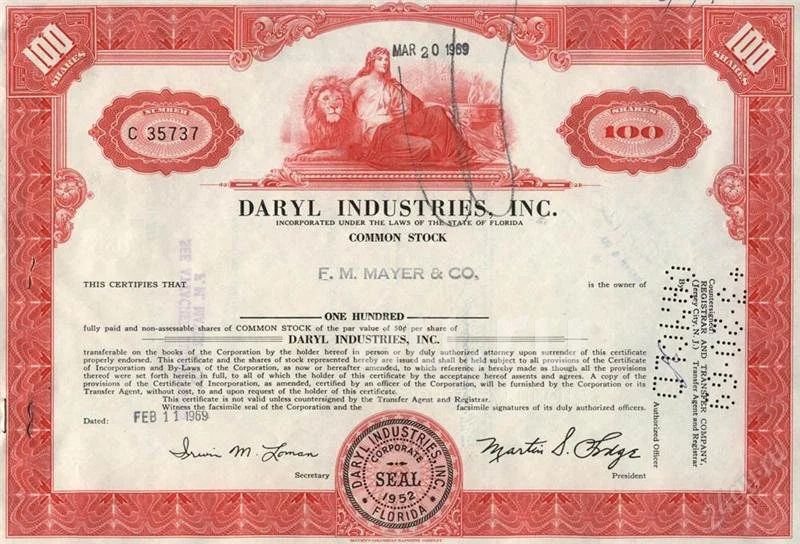 100
SHARES
MAR 20 1969
100
SHARES
NUMBER
C 35737
SHARES
100
DARYL INDUSTRIES, INC.
INCORPORATED UNDER THE LAWS OF THE STATE OF FLORIDA
COMMON STOCK
F. M. MAYER & CO.
THIS CERTIFIES THAT
is the owner of
ONE HUNDRED
fully paid and non-assessable shares of COMMON STOCK of the par value of 50¢ per share of
DARYL INDUSTRIES, INC.
transferable on the books of the Corporation by the holder hereof in person or by duly authorized attorney upon surrender of this certificate
properly endorsed. This certificate and the shares of stock represented hereby are issued and shall be held subject to all provisions of the Certificate
of Incorporation and By-Laws of the Corporation, as now or hereafter amended, to which reference is hereby made as though all the provisions
thereof were set forth herein in full, to all of which the holder of this certificate by the acceptance hereof assents and agrees. A copy of the
provisions of the Certificate of Incorporation, as amended, certified by an officer of the Corporation, will be furnished by the Corporation or its
Transfer Agent, without cost, to and upon request of the holder of this certificate.
This certificate is not valid unless countersigned by the Transfer Agent and Registrar.
Witness the facsimile seal of the Corporation and the facsimile signatures of its duly authorized officers.
Dated: FEB 11 1969
Irwin M. Loman
Secretary
DARYL INDUSTRIES, INC.
CORPORATE
SEAL
1952
FLORIDA
Martin S.
President
Countersigned:
REGISTRAR AND TRANSFER COMPANY,
(Jersey City, N. J.) Transfer Agent and Registrar
By
Authorized Officer
SECURITY-COLUMBIAN BANKNOTE COMPANY